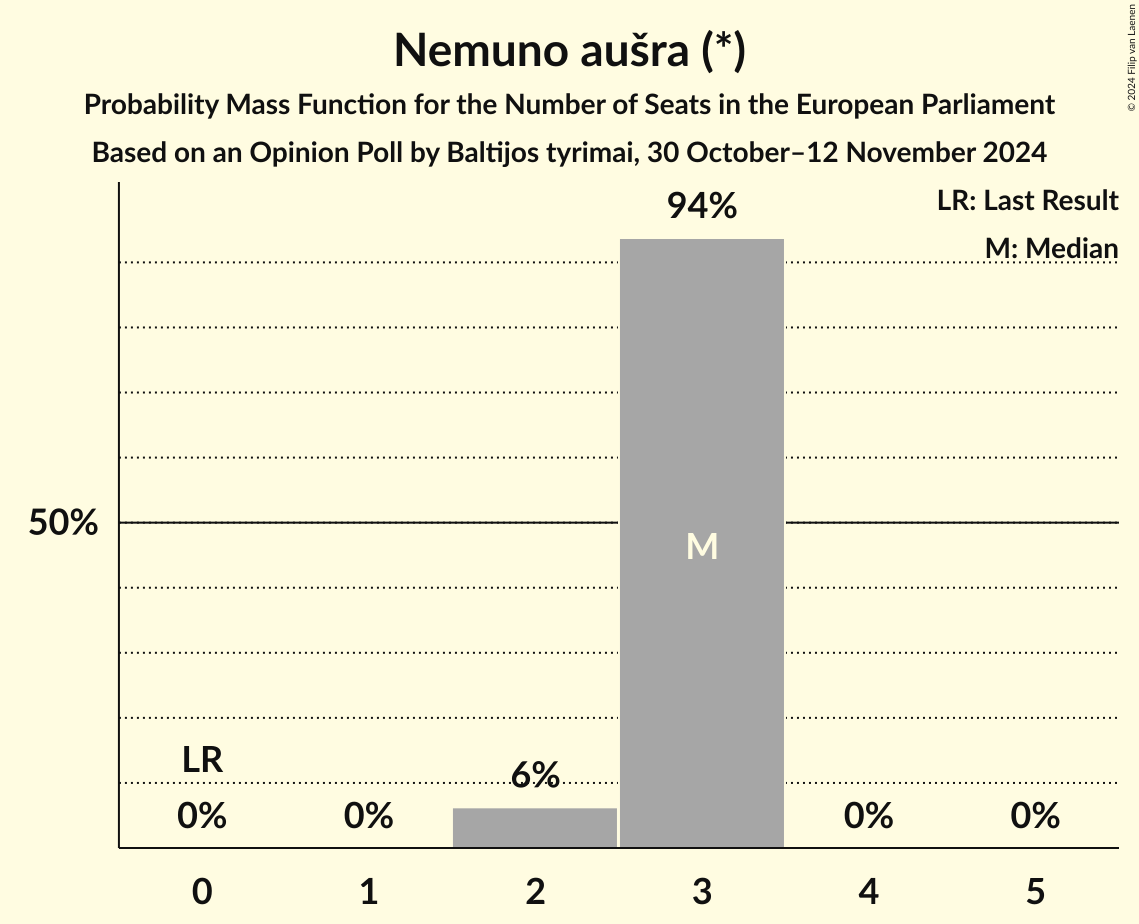 Nemuno aušra (*)
Probability Mass Function for the Number of Seats in the European Parliament
Based on an Opinion Poll by Baltijos tyrimai, 30 October–12 November 2024
© 2024 Filip van Laenen
LR: Last Result
M: Median
94%
50%
M
LR
6%
0% 0% 0% 0%
0 1 2 3 4 5